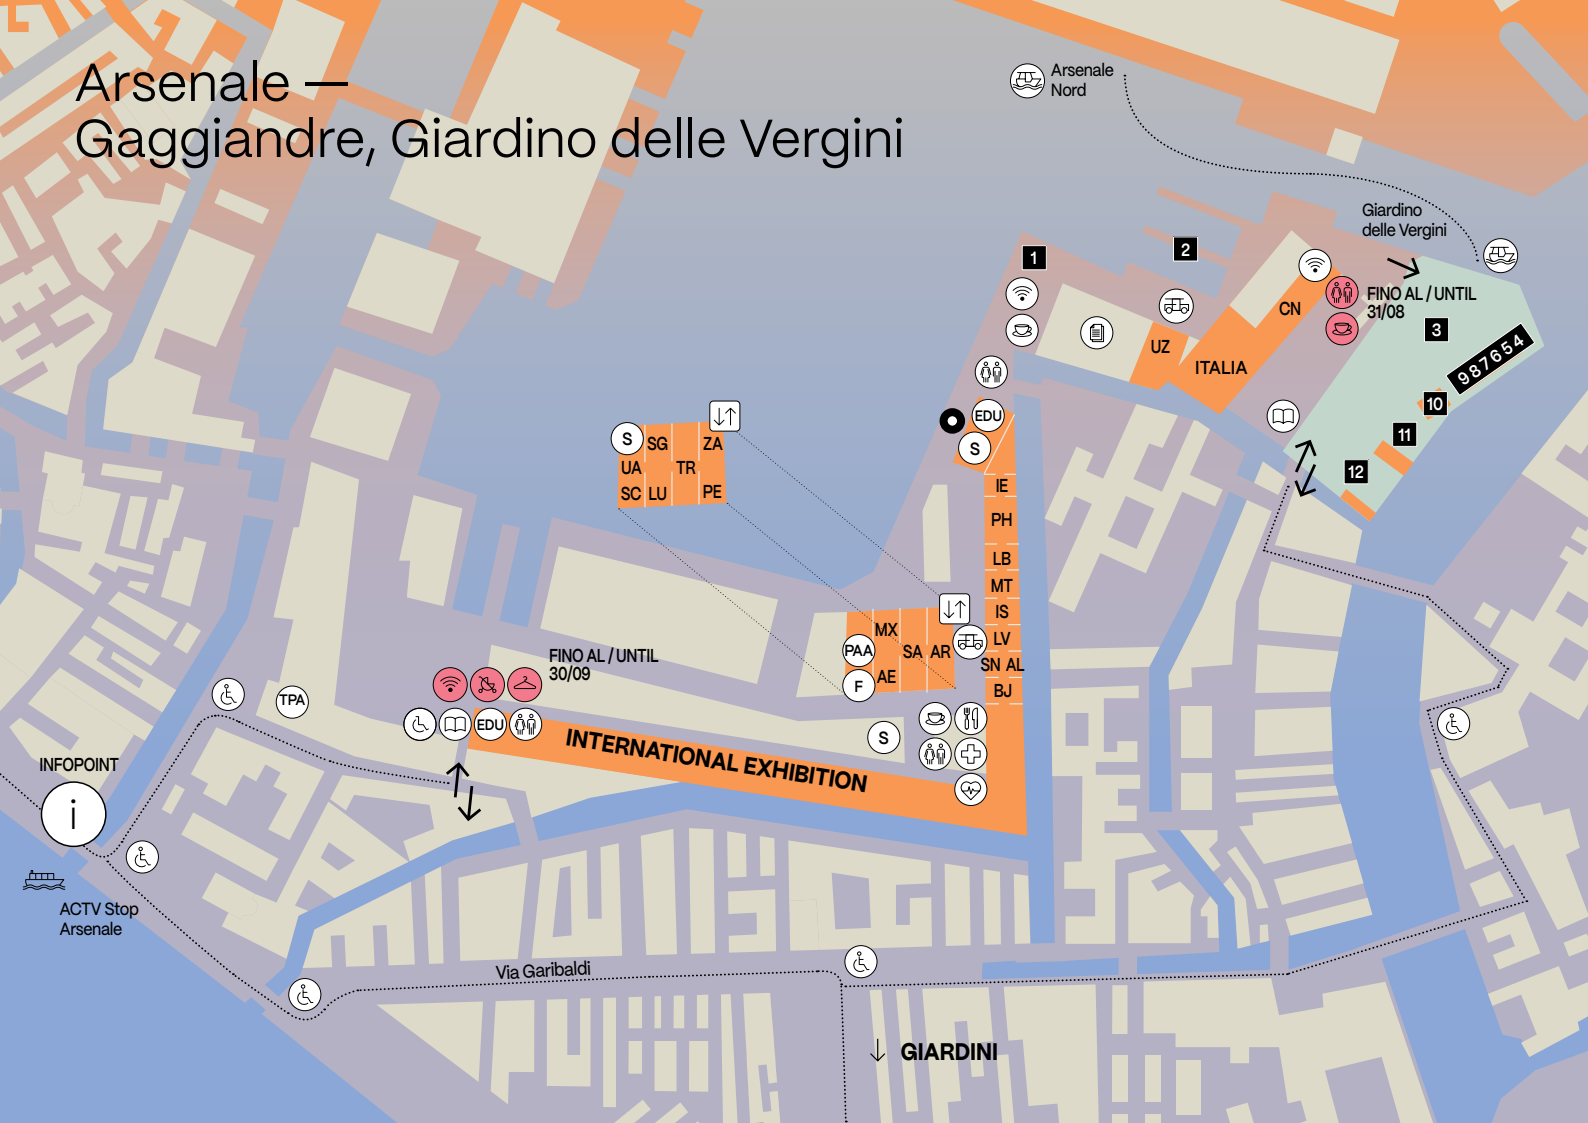 Arsenale —
Gaggiandre, Giardino delle Vergini
Arsenale
Nord
Giardino
delle Vergini
1
2
CN
FINO AL / UNTIL
31/08
3
UZ
ITALIA
987654
10
11
12
EDU
S
S
SG
ZA
UA
TR
SC
LU
PE
IE
PH
LB
MT
IS
LV
SN AL
BJ
MX
PAA
SA
AR
AE
F
FINO AL / UNTIL
30/09
TPA
EDU
S
INTERNATIONAL EXHIBITION
INFOPOINT
i
ACTV Stop
Arsenale
Via Garibaldi
GIARDINI